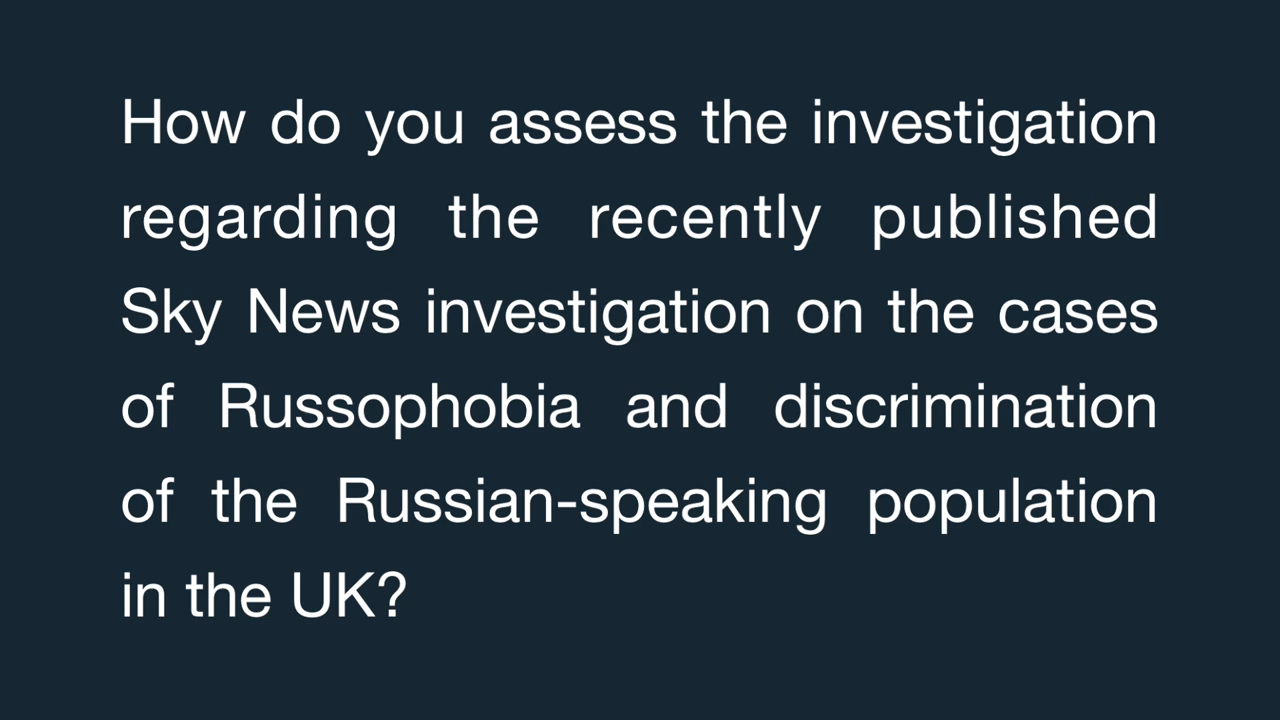 How do you assess the investigation
regarding the recently published
Sky News investigation on the cases
of Russophobia and discrimination
of the Russian-speaking population
in the UK?